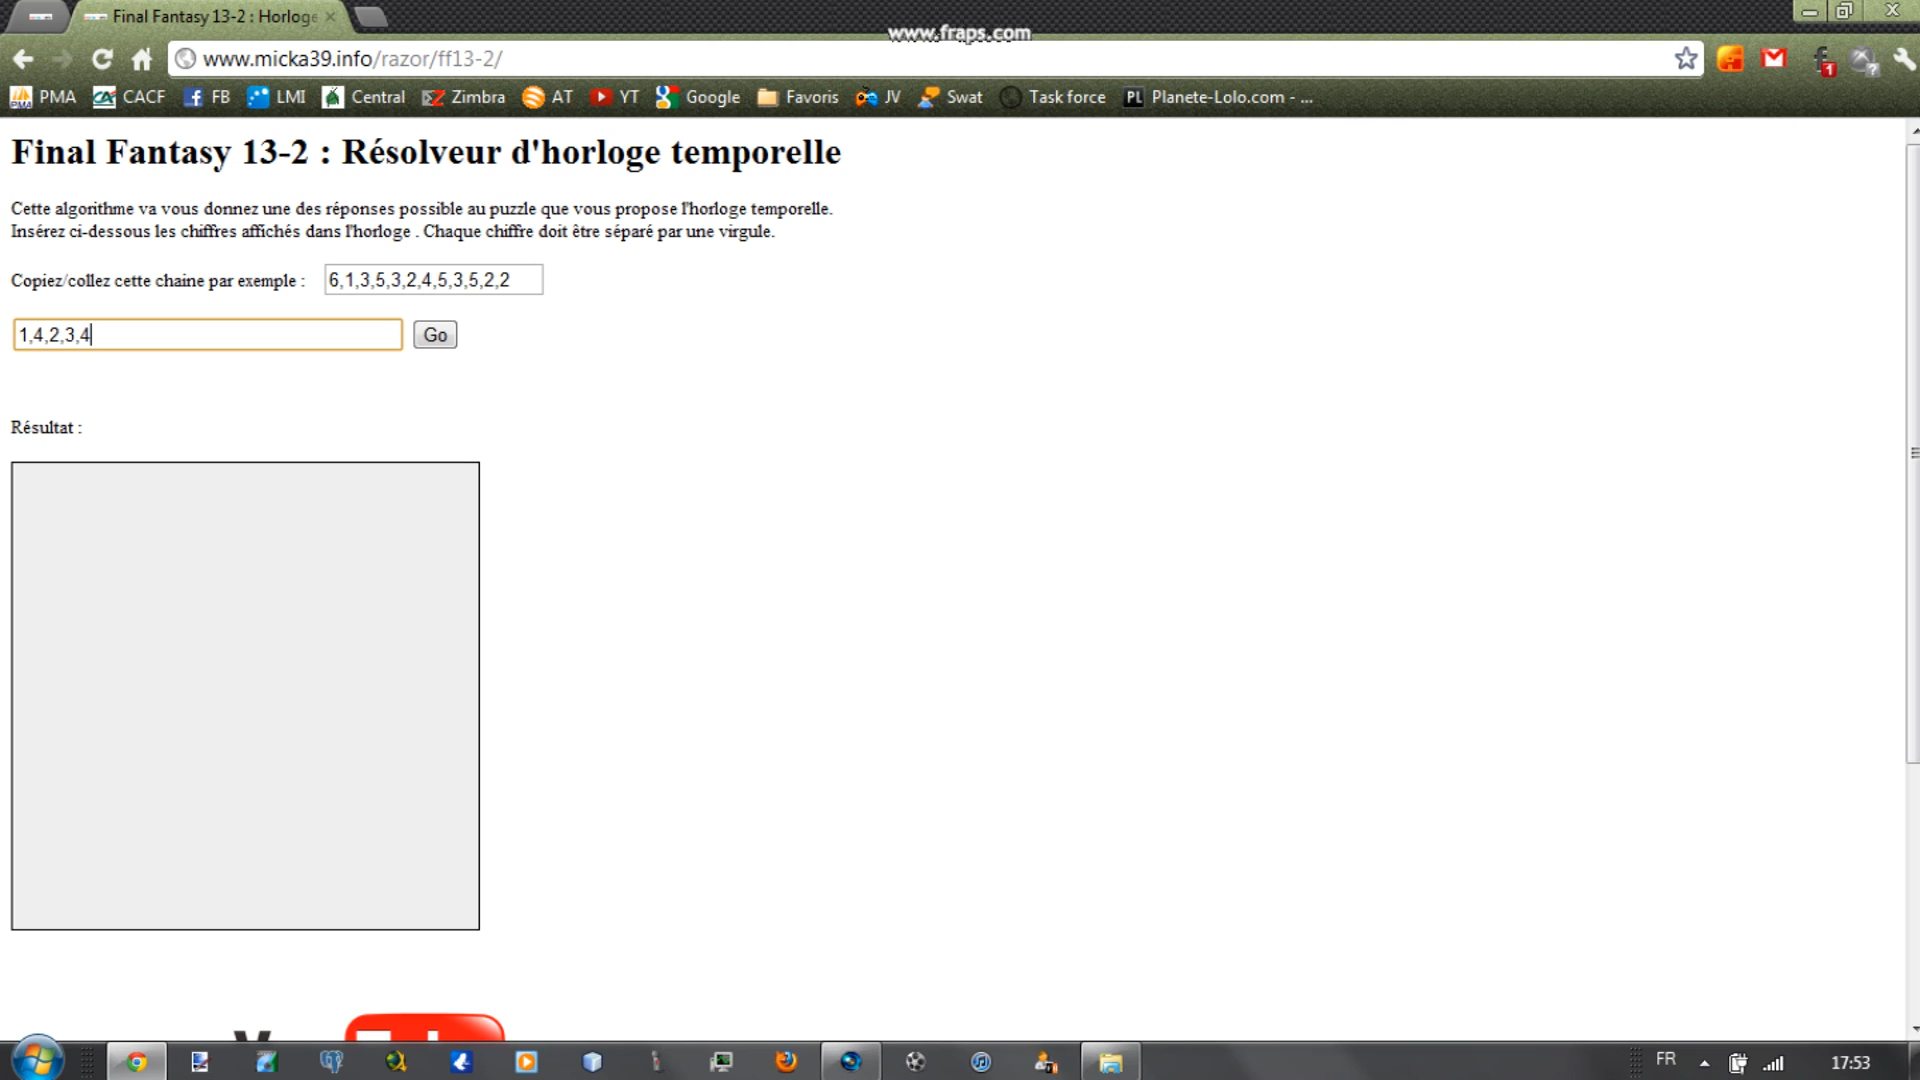 Final Fantasy 13-2 : Horloge
www.fraps.com
www.micka39.info/razor/ff13-2/
1
PMA CACF FB LMI Central Zimbra AT YT Google Favoris JV Swat Task force PL Planete-Lolo.com - ...
Final Fantasy 13-2 : Résolveur d'horloge temporelle
Cette algorithme va vous donnez une des réponses possible au puzzle que vous propose l'horloge temporelle.
Insérez ci-dessous les chiffres affichés dans l'horloge . Chaque chiffre doit être séparé par une virgule.
Copiez/collez cette chaine par exemple : 6,1,3,5,3,2,4,5,3,5,2,2
1,4,2,3,4 Go
Résultat :
FR 17:53